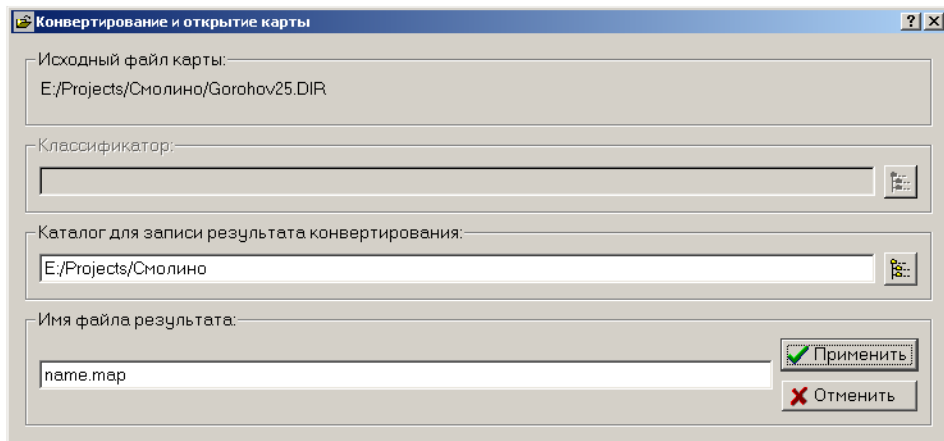 Конвертирование и открытие карты
Исходный файл карты:
E:/Projects/Смолино/Gorohov25.DIR
Классификатор:
Каталог для записи результата конвертирования:
E:/Projects/Смолино
Имя файла результата:
name.map
Применить
Отменить